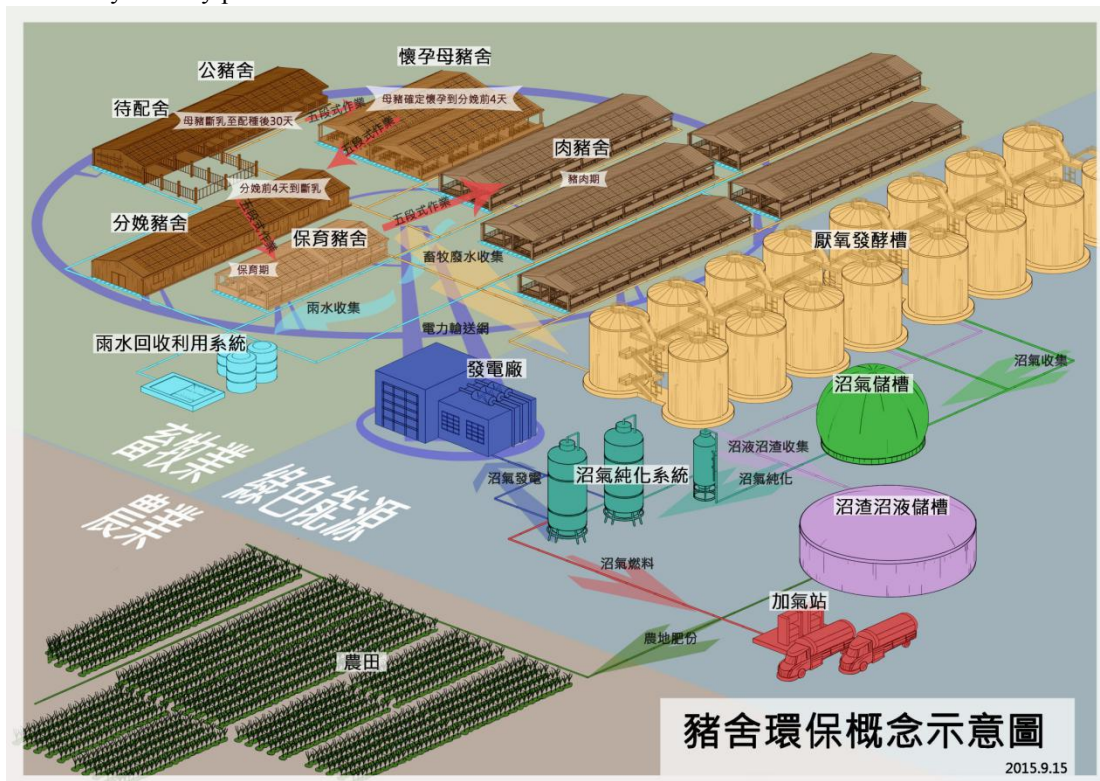 公豬舍
懷孕母豬舍
待配舍
母豬斷乳至配種後30天
五段式作業
母豬確定懷孕到分娩前4天
五段式作業
肉豬舍
豬肉期
分娩前4天到斷乳
五段式作業
五段式作業
分娩豬舍
保育豬舍
保育期
厭氧發酵槽
畜牧廢水收集
雨水收集
電力輸送網
雨水回收利用系統
發電廠
沼氣收集
沼氣儲槽
畜牧業
綠色能源
農業
沼液沼渣收集
沼氣發電
沼氣純化系統
沼氣純化
沼渣沼液儲槽
沼氣燃料
加氣站
農地肥份
農田
豬舍環保概念示意圖
2015.9.15